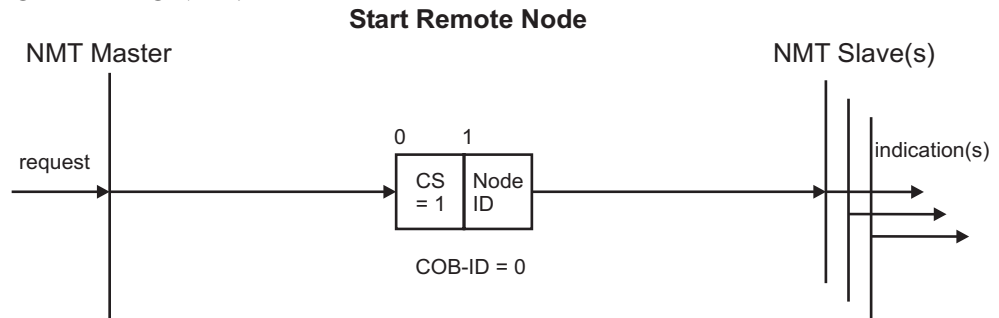 Start Remote Node
NMT Master
NMT Slave(s)
0 1
request
indication(s)
CS Node
= 1 ID
COB-ID = 0